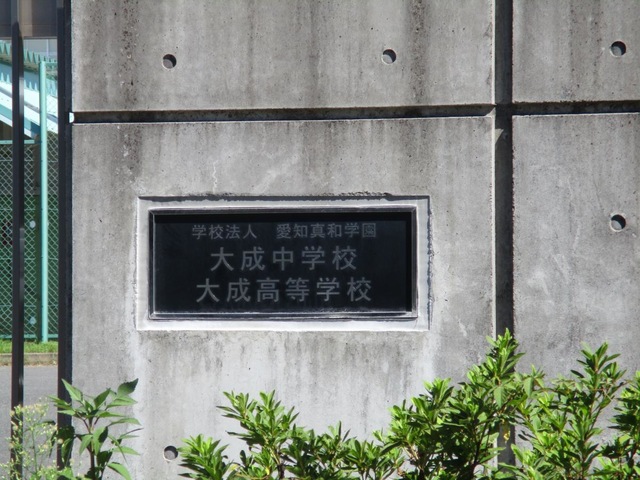 学校法人　愛知真和学園
大成中学校
大成高等学校